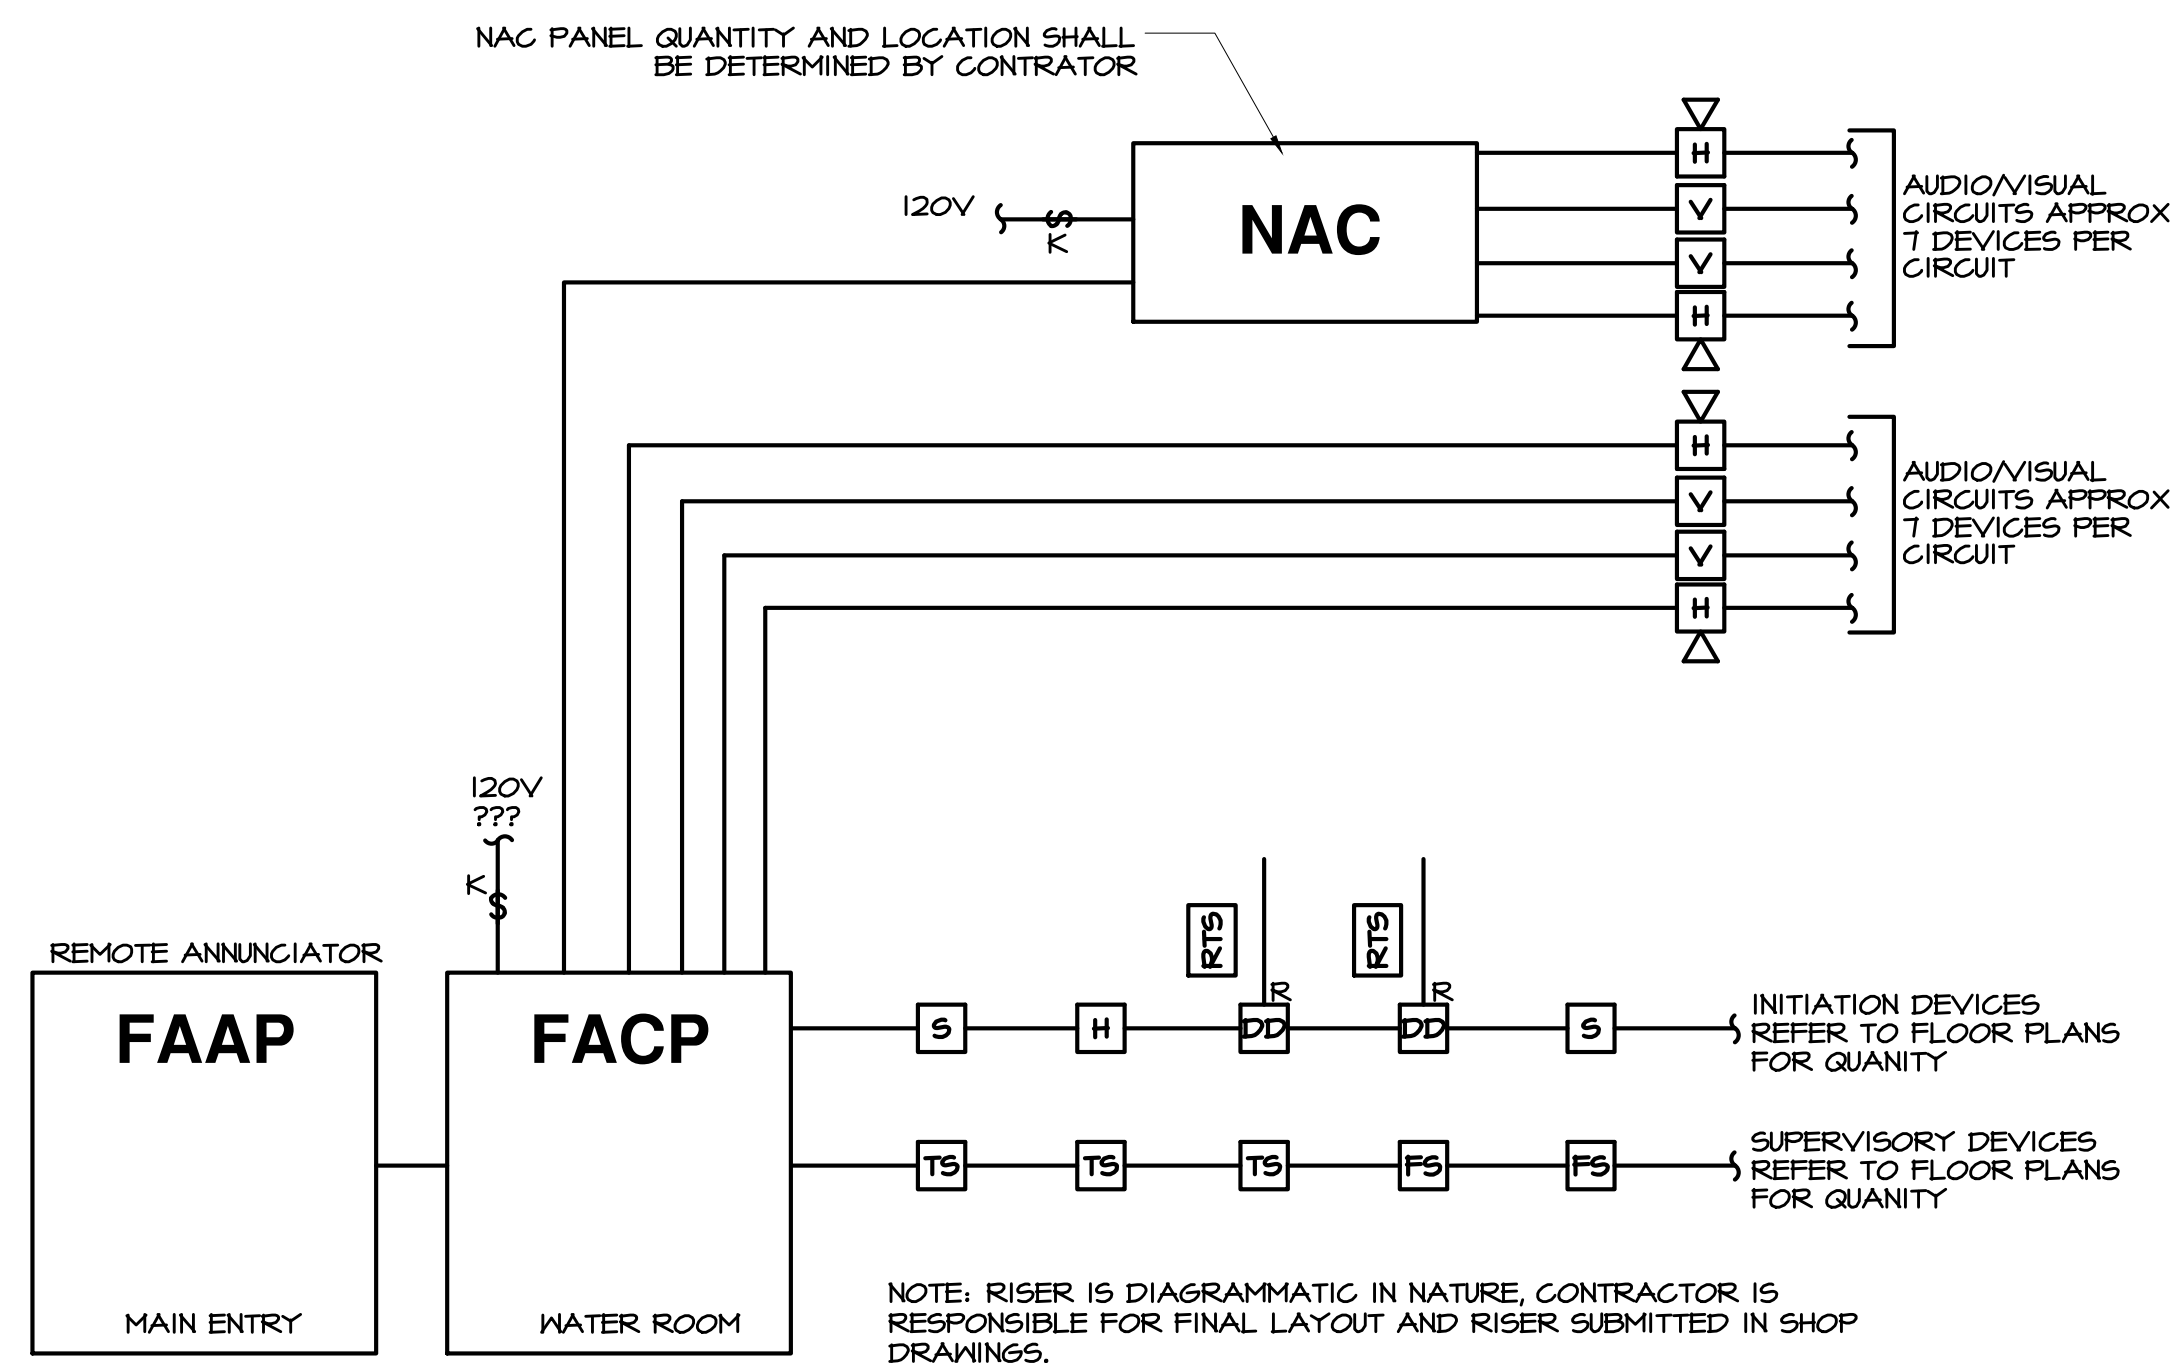 NAC PANEL QUANTITY AND LOCATION SHALL
BE DETERMINED BY CONTRATOR
120V
$
K
NAC
H
V
V
H
AUDIO/VISUAL
CIRCUITS APPROX
7 DEVICES PER
CIRCUIT
H
V
V
H
AUDIO/VISUAL
CIRCUITS APPROX
7 DEVICES PER
CIRCUIT
120V
???
K
$
REMOTE ANNUNCIATOR
FAAP
MAIN ENTRY
FACP
WATER ROOM
RTS
RTS
R
R
S
H
DD
DD
S
INITIATION DEVICES
REFER TO FLOOR PLANS
FOR QUANITY
TS
TS
TS
FS
FS
SUPERVISORY DEVICES
REFER TO FLOOR PLANS
FOR QUANITY
NOTE: RISER IS DIAGRAMMATIC IN NATURE, CONTRACTOR IS
RESPONSIBLE FOR FINAL LAYOUT AND RISER SUBMITTED IN SHOP
DRAWINGS.